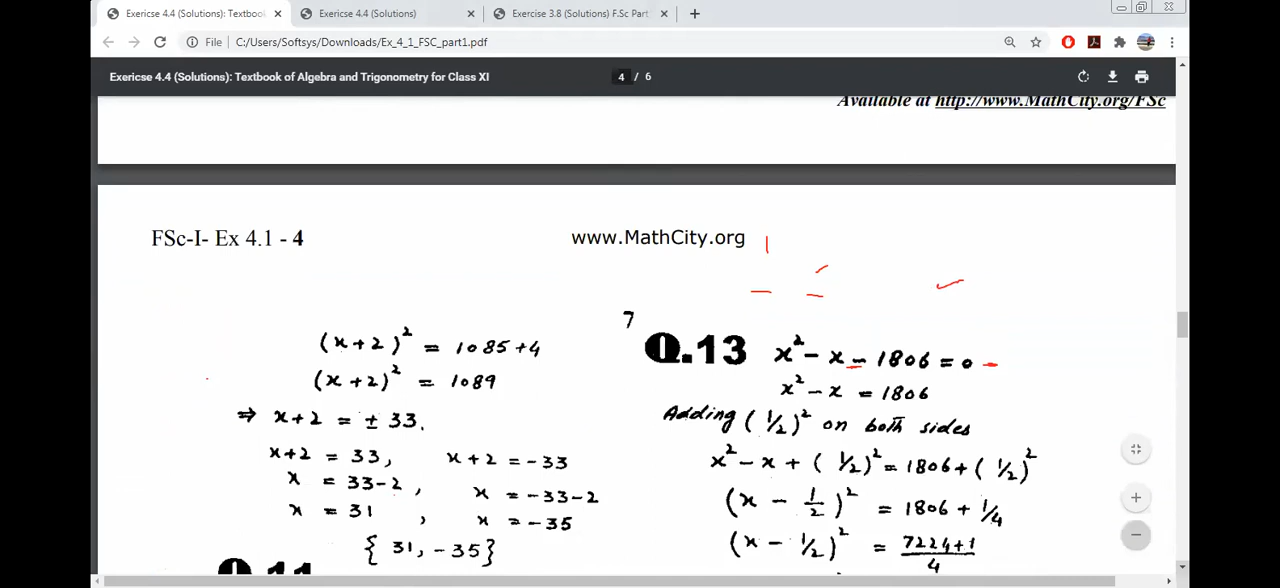 Exericse 4.4 (Solutions): Textbook
Exericse 4.4 (Solutions)
Exercise 3.8 (Solutions) F.Sc Part
File
C:/Users/Softsys/Downloads/Ex_4_1_FSC_part1.pdf
Exericse 4.4 (Solutions): Textbook of Algebra and Trigonometry for Class XI
4 / 6
Available at http://www.MathCity.org/FSc
FSc-I- Ex 4.1 - 4
www.MathCity.org
(x+2)² = 1085+4
(x+2)² = 1089
⇒ x+2 = ± 33.
x+2 = 33, x+2 = -33
x = 33-2, x = -33-2
x = 31, x = -35
{31, -35}
7
Q.13 x² - x - 1806 = 0
x² - x = 1806
Adding (1/2)² on both sides
x² - x + (1/2)² = 1806 + (1/2)²
(x - 1/2)² = 1806 + 1/4
(x - 1/2)² = 7224+1/4